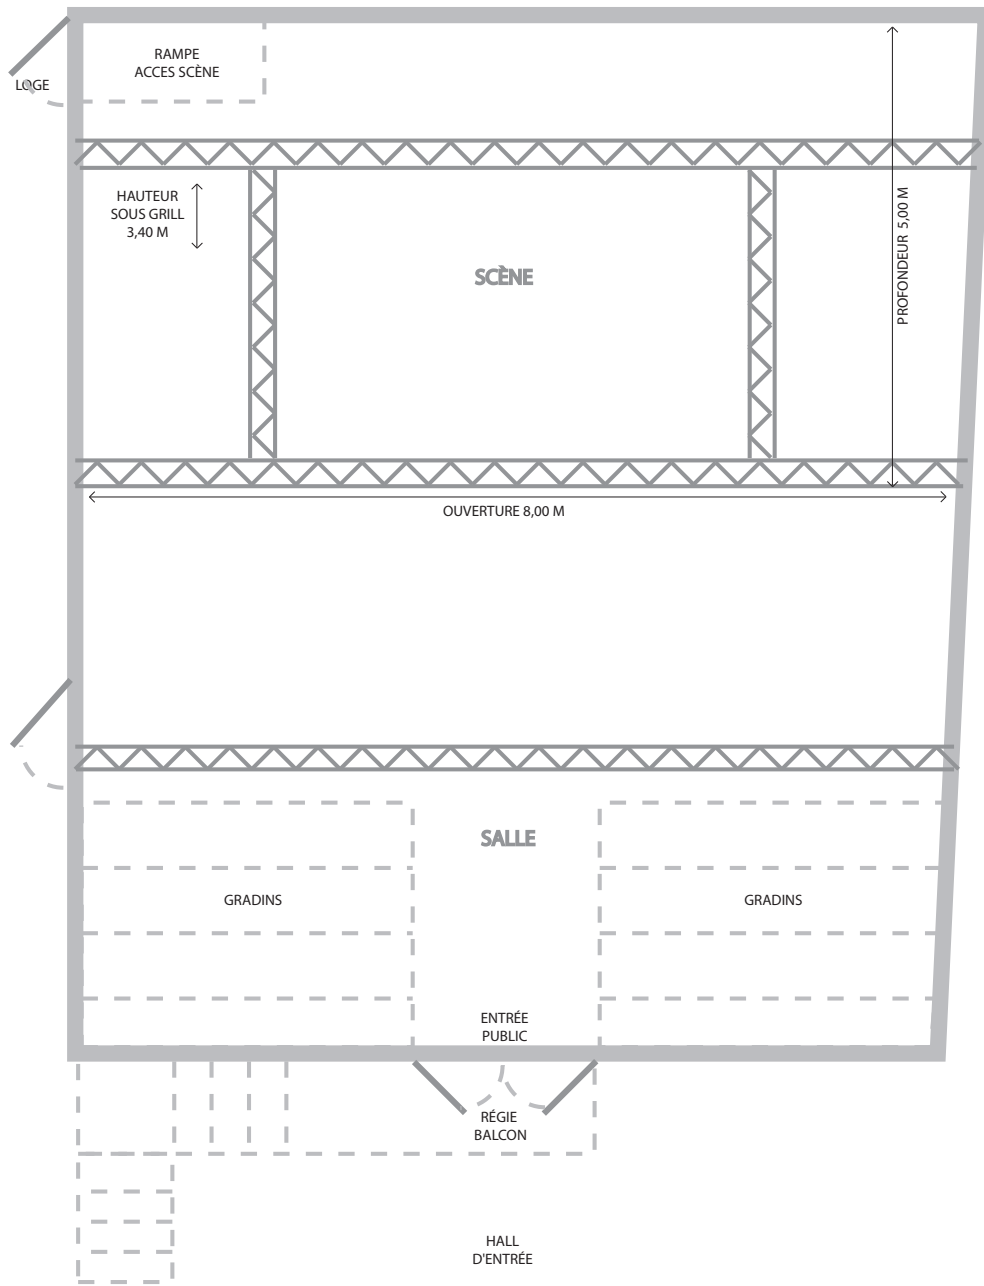 RAMPE
ACCES SCÈNE
LOGE
HAUTEUR
SOUS GRILL
3,40 M
SCÈNE
PROFONDEUR 5,00 M
OUVERTURE 8,00 M
SALLE
GRADINS
GRADINS
ENTRÉE
PUBLIC
RÉGIE
BALCON
HALL
D'ENTRÉE